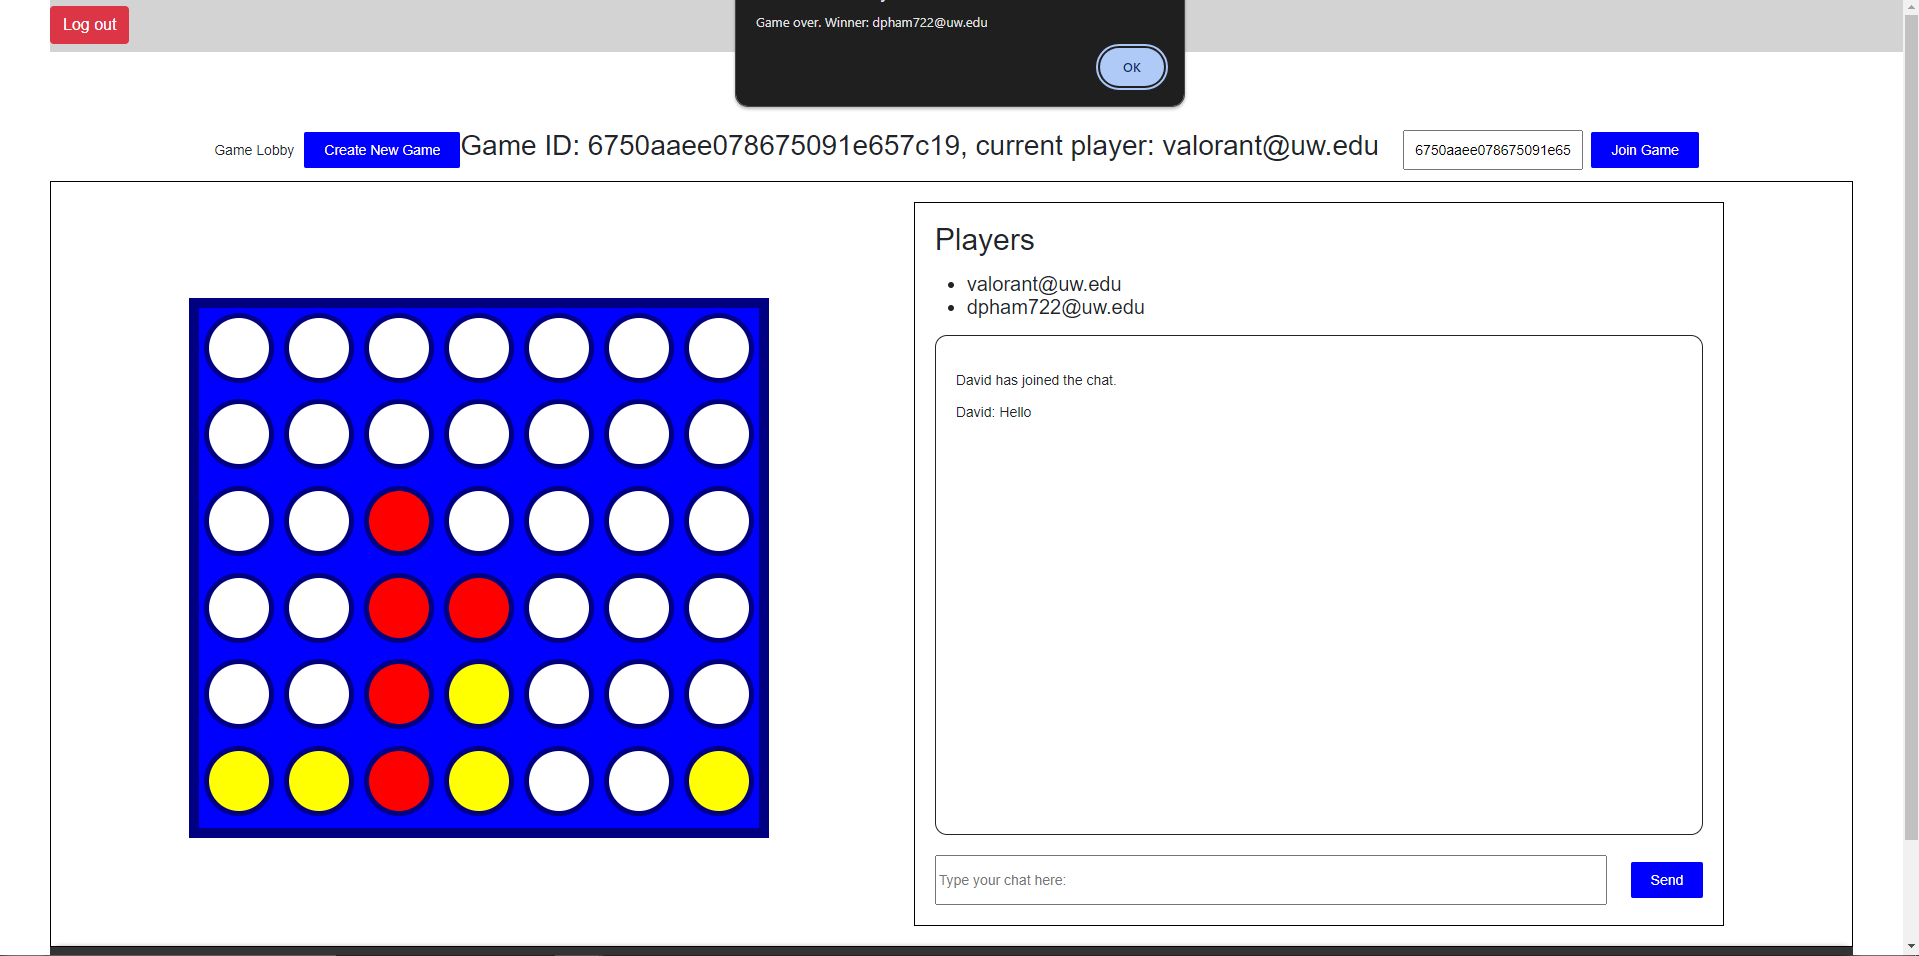 Log out
Game over. Winner: dpham722@uw.edu
OK
Game Lobby
Create New Game
Game ID: 6750aaee078675091e657c19, current player: valorant@uw.edu
6750aaee078675091e65
Join Game
Players
valorant@uw.edu
dpham722@uw.edu
David has joined the chat.
David: Hello
Type your chat here:
Send